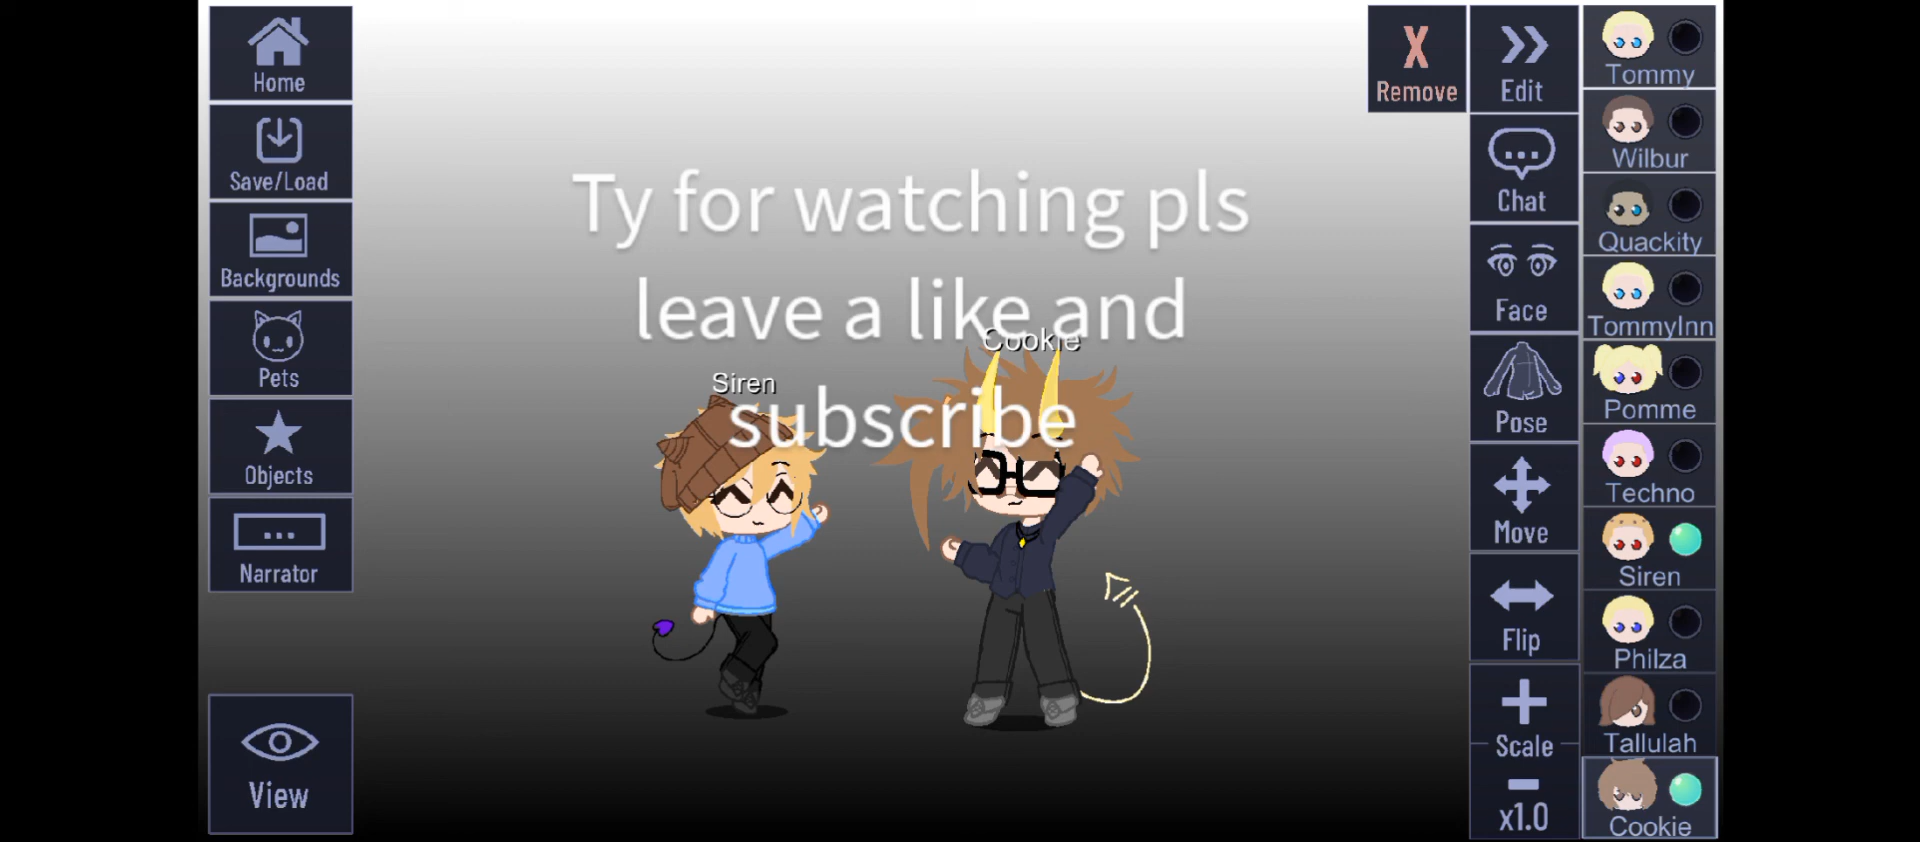 Home
Save/Load
Backgrounds
Pets
Objects
...
Narrator
View
Ty for watching pls
leave a like and
subscribe
Siren
Cookie
X
Remove
Edit
...
Chat
Face
Pose
Move
Flip
Scale
x1.0
Tommy
Wilbur
Quackity
TommyInn
Pomme
Techno
Siren
Philza
Tallulah
Cookie